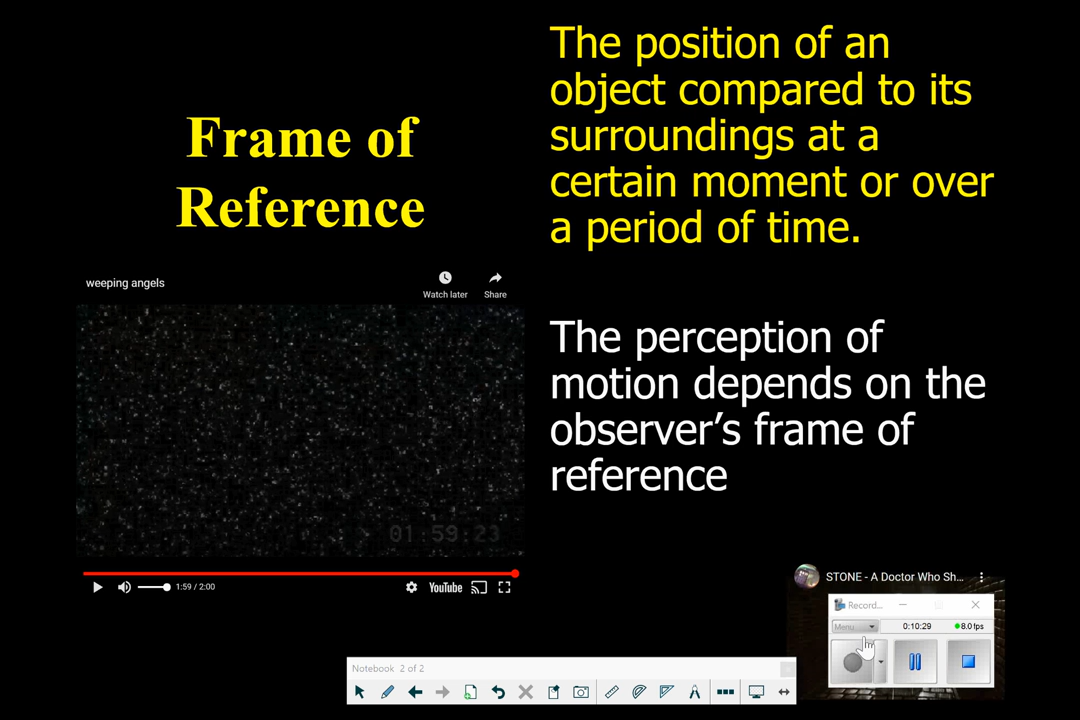 Frame of
Reference
The position of an
object compared to its
surroundings at a
certain moment or over
a period of time.
The perception of
motion depends on the
observer’s frame of
reference
weeping angels
Watch later
Share
01:59:23
1:59 / 2:00
YouTube
STONE - A Doctor Who Sh...
Record...
Menu
0:10:29
8.0 fps
Notebook 2 of 2